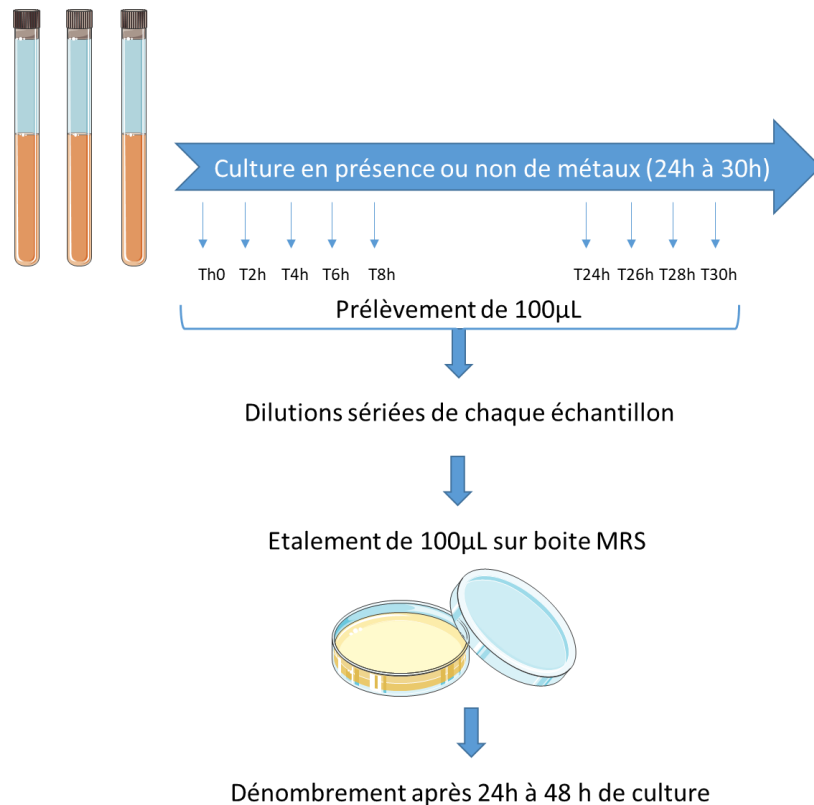 Culture en présence ou non de métaux (24h à 30h)
Th0 T2h T4h T6h T8h T24h T26h T28h T30h
Prélèvement de 100µL
Dilutions sériées de chaque échantillon
Etalement de 100µL sur boite MRS
Dénombrement après 24h à 48 h de culture